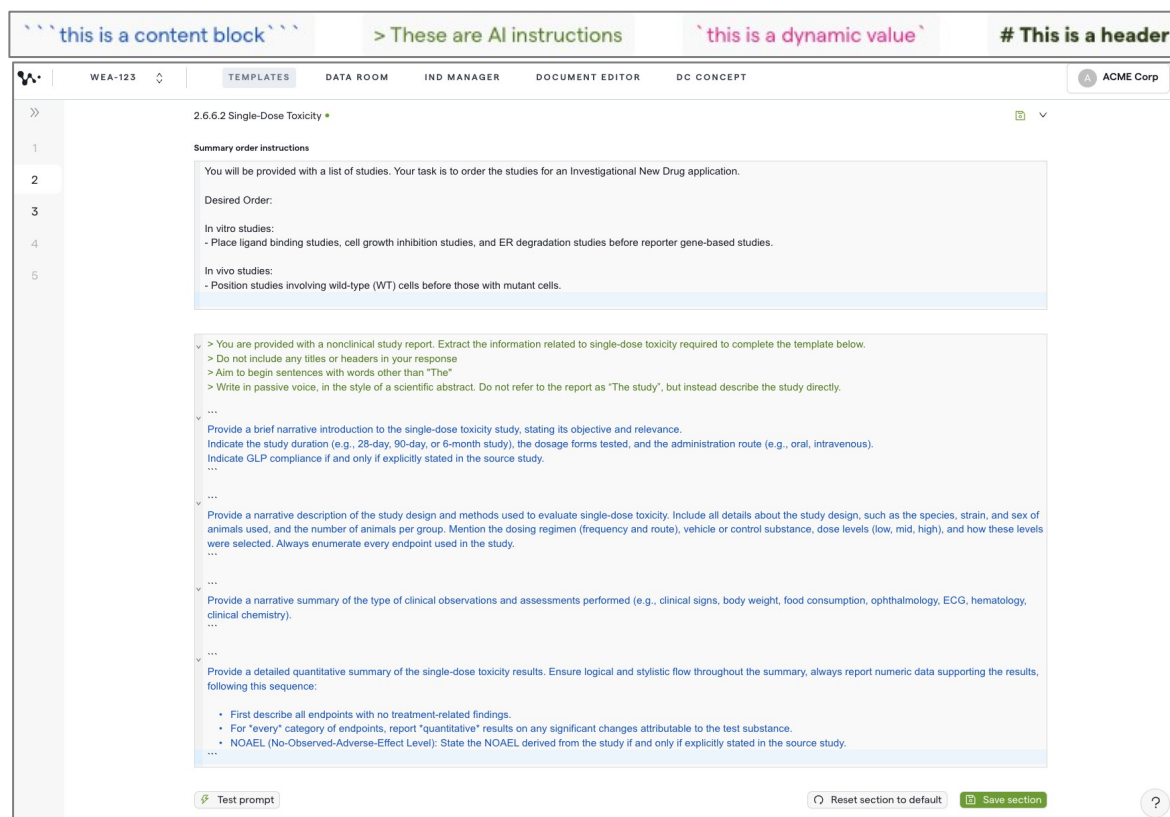 ```this is a content block```
> These are AI instructions
`this is a dynamic value`
# This is a header
WEA-123
TEMPLATES
DATA ROOM
IND MANAGER
DOCUMENT EDITOR
DC CONCEPT
A
ACME Corp
1
2
3
4
5
2.6.6.2 Single-Dose Toxicity
Summary order instructions
You will be provided with a list of studies. Your task is to order the studies for an Investigational New Drug application.
Desired Order:
In vitro studies:
- Place ligand binding studies, cell growth inhibition studies, and ER degradation studies before reporter gene-based studies.
In vivo studies:
- Position studies involving wild-type (WT) cells before those with mutant cells.
> You are provided with a nonclinical study report. Extract the information related to single-dose toxicity required to complete the template below.
> Do not include any titles or headers in your response
> Aim to begin sentences with words other than "The"
> Write in passive voice, in the style of a scientific abstract. Do not refer to the report as “The study”, but instead describe the study directly.
```
Provide a brief narrative introduction to the single-dose toxicity study, stating its objective and relevance.
Indicate the study duration (e.g., 28-day, 90-day, or 6-month study), the dosage forms tested, and the administration route (e.g., oral, intravenous).
Indicate GLP compliance if and only if explicitly stated in the source study.
```
```
Provide a narrative description of the study design and methods used to evaluate single-dose toxicity. Include all details about the study design, such as the species, strain, and sex of
animals used, and the number of animals per group. Mention the dosing regimen (frequency and route), vehicle or control substance, dose levels (low, mid, high), and how these levels
were selected. Always enumerate every endpoint used in the study.
```
```
Provide a narrative summary of the type of clinical observations and assessments performed (e.g., clinical signs, body weight, food consumption, ophthalmology, ECG, hematology,
clinical chemistry).
```
```
Provide a detailed quantitative summary of the single-dose toxicity results. Ensure logical and stylistic flow throughout the summary, always report numeric data supporting the results,
following this sequence:
• First describe all endpoints with no treatment-related findings.
• For *every* category of endpoints, report *quantitative* results on any significant changes attributable to the test substance.
• NOAEL (No-Observed-Adverse-Effect Level): State the NOAEL derived from the study if and only if explicitly stated in the source study.
```
Test prompt
Reset section to default
Save section
?